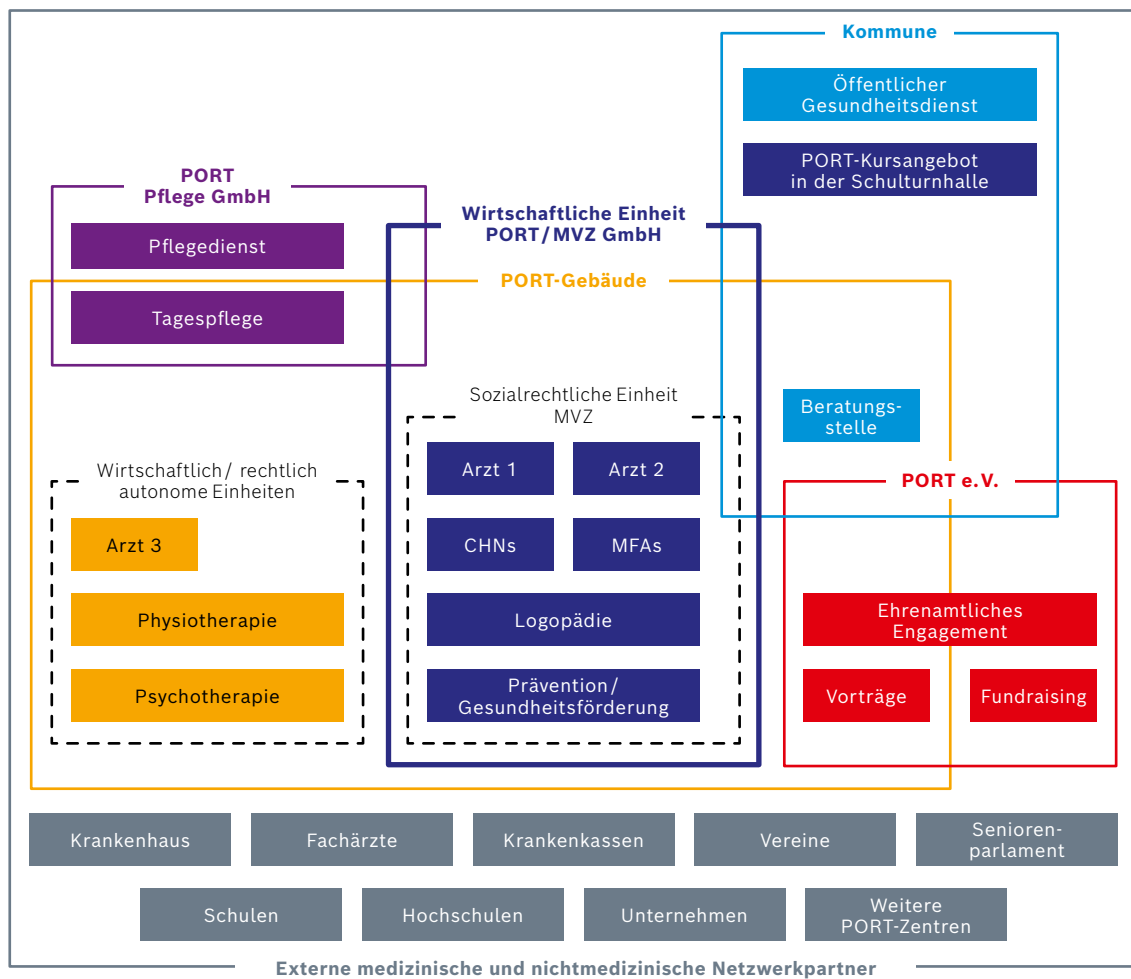 Kommune
Öffentlicher
Gesundheitsdienst
PORT-Kursangebot
in der Schulturnhalle
PORT
Pflege GmbH
Pflegedienst
Tagespflege
Wirtschaftliche Einheit
PORT/MVZ GmbH
PORT-Gebäude
Sozialrechtliche Einheit
MVZ
Arzt 1
Arzt 2
CHNs
MFAs
Logopädie
Prävention/
Gesundheitsförderung
Beratungs-
stelle
Wirtschaftlich/ rechtlich
autonome Einheiten
Arzt 3
Physiotherapie
Psychotherapie
PORT e.V.
Ehrenamtliches
Engagement
Vorträge
Fundraising
Krankenhaus
Fachärzte
Krankenkassen
Vereine
Senioren-
parlament
Schulen
Hochschulen
Unternehmen
Weitere
PORT-Zentren
Externe medizinische und nichtmedizinische Netzwerkpartner